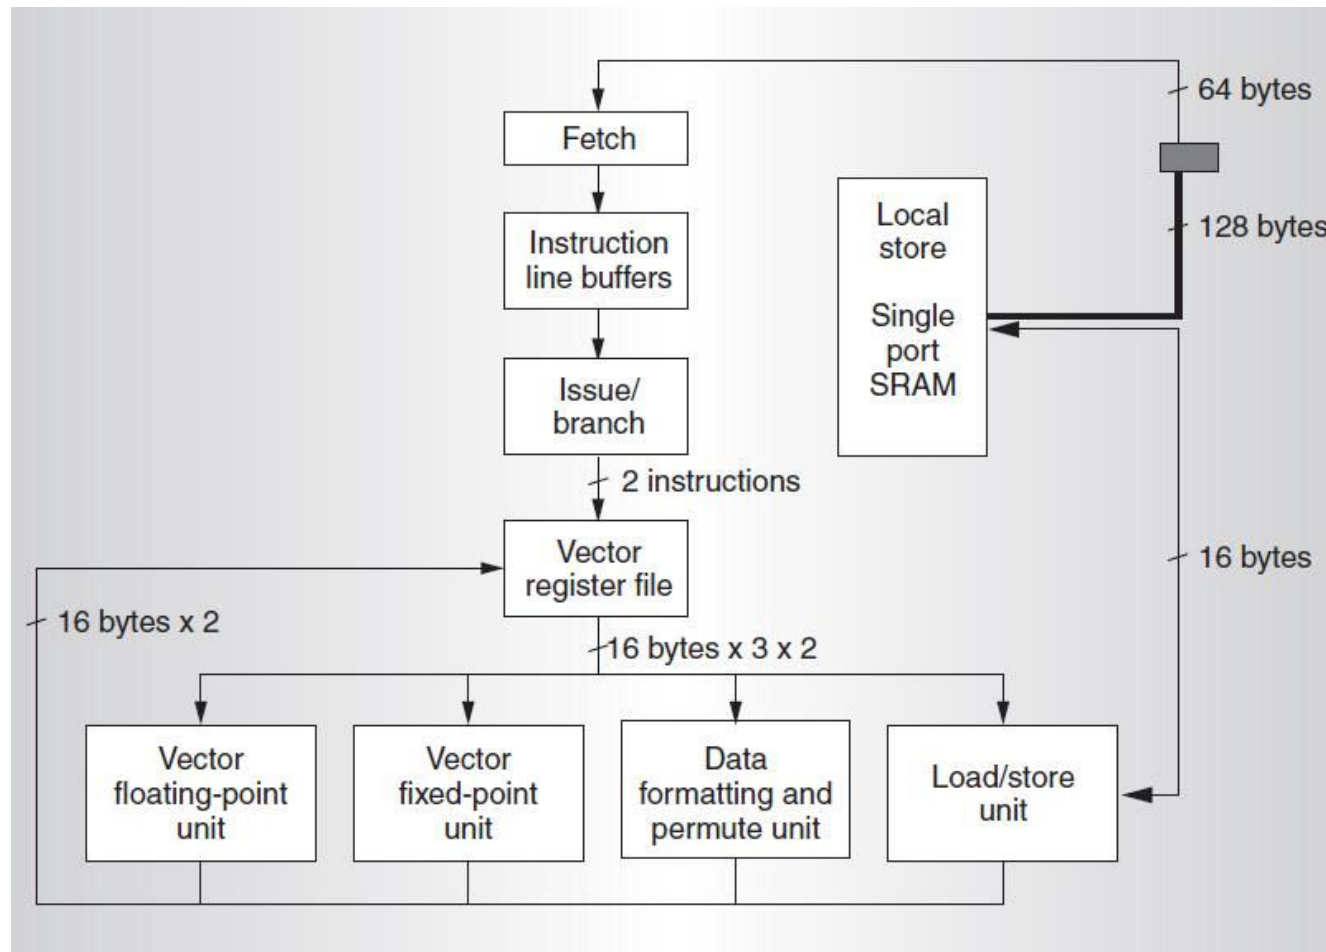 64 bytes
Fetch
128 bytes
Local
store
Single
port
SRAM
Instruction
line buffers
Issue/
branch
2 instructions
Vector
register file
16 bytes
16 bytes x 2
16 bytes x 3 x 2
Vector
floating-point
unit
Vector
fixed-point
unit
Data
formatting and
permute unit
Load/store
unit